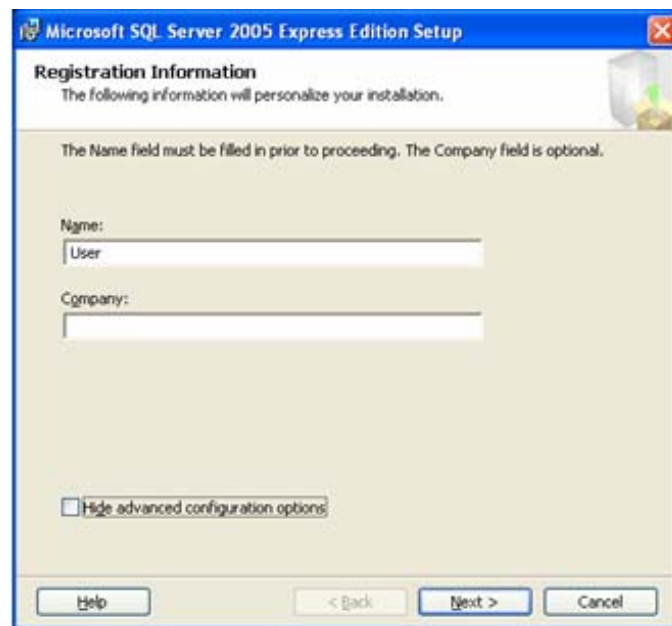 Microsoft SQL Server 2005 Express Edition Setup
Registration Information
The following information will personalize your installation.
The Name field must be filled in prior to proceeding. The Company field is optional.
Name:
User
Company:
Hide advanced configuration options
Help
< Back
Next >
Cancel